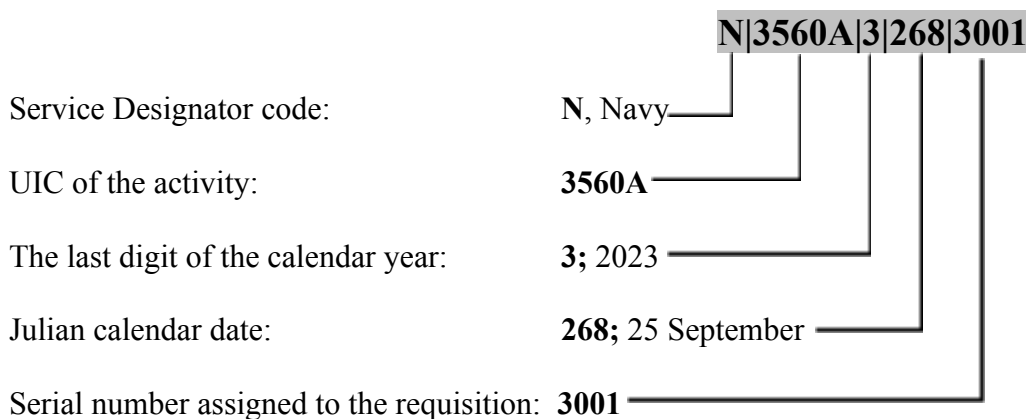 N|3560A|3|268|3001
Service Designator code: N, Navy
UIC of the activity: 3560A
The last digit of the calendar year: 3; 2023
Julian calendar date: 268; 25 September
Serial number assigned to the requisition: 3001